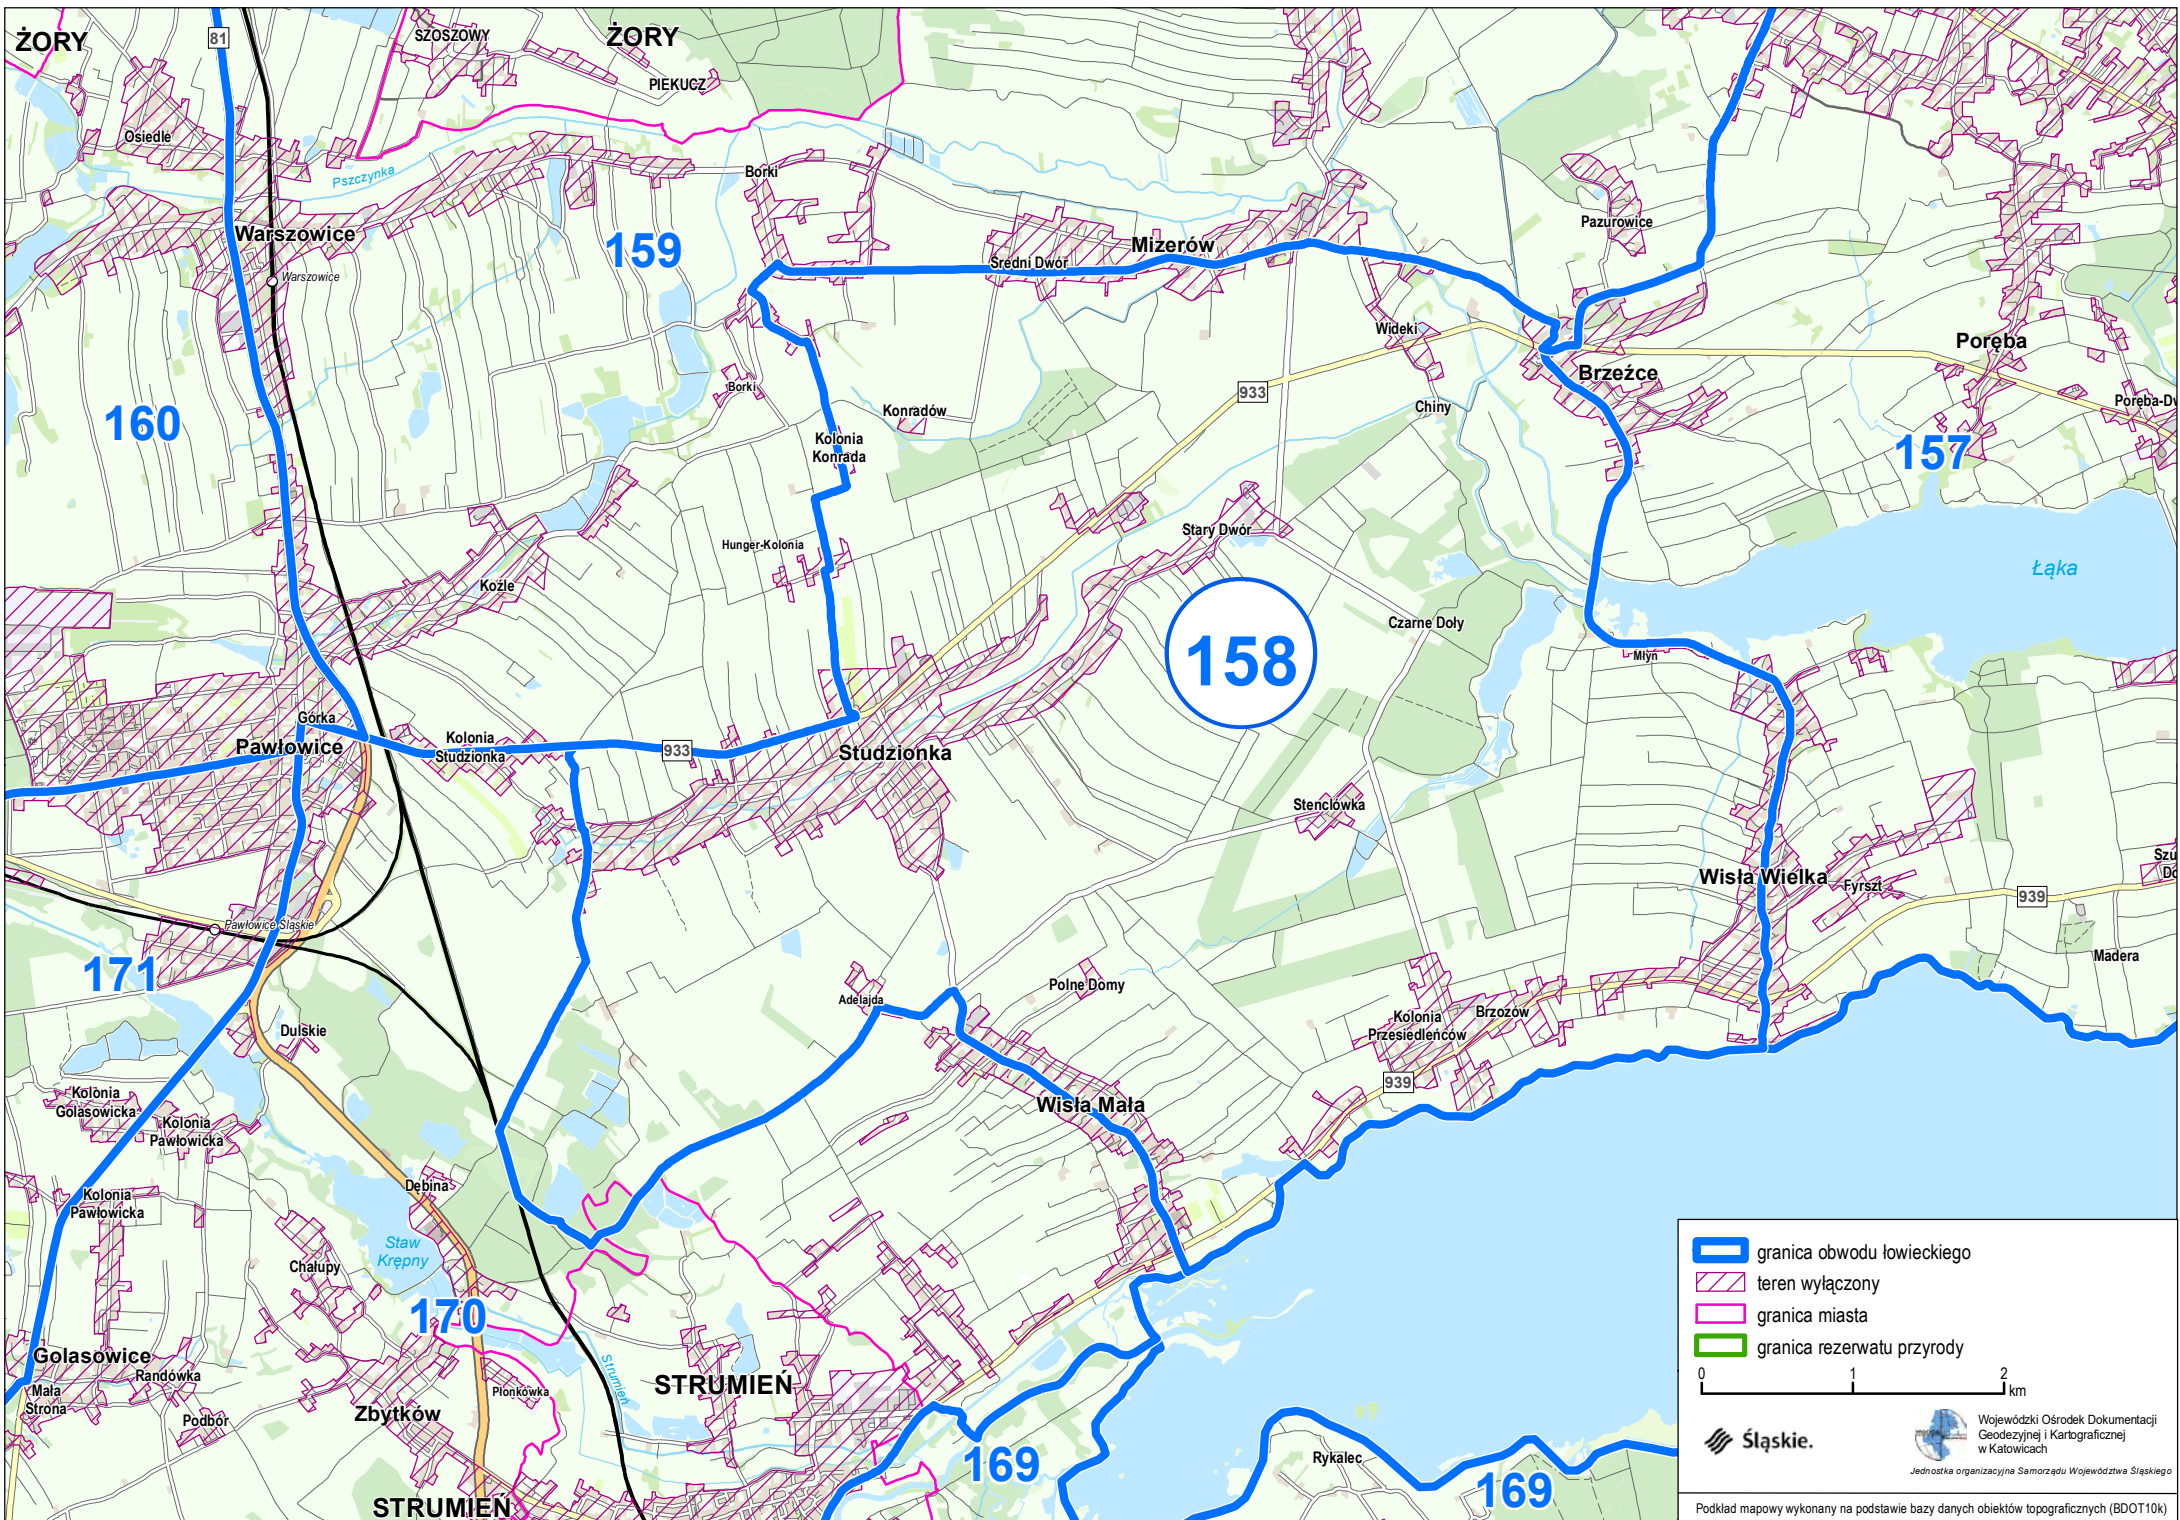 ŻORY
81
SZOSZOWY
ŻORY
PIEKUCZ
Osiedle
Pszczynka
Borki
Warszowice
Warszowice
159
Średni Dwór
Mizerów
Pazurowice
Wideki
Brzeźce
Poręba
Poręba-Dw
160
Borki
Konradów
933
Chiny
Kolonia
Konrada
157
Hunger-Kolonia
Stary Dwór
Koźle
Łąka
158
Czarne Doły
Młyn
Górka
Pawłowice
Kolonia
Studzionka
933
Studzionka
Stenclówka
Wisła Wielka
Fyrszt
Szu
Do
939
Pawłowice Śląskie
171
Madera
Adelajda
Polne Domy
Dulskie
Kolonia
Przesiedleńców
Brzozów
939
Kolonia
Golasowicka
Kolonia
Pawłowicka
Wisła Mała
Kolonia
Pawłowicka
Dębina
Staw
Krępny
Chałupy
170
Golasowice
Randówka
Mała
Strona
Podbór
Płonkówka
Zbytków
Strumień
STRUMIEŃ
STRUMIEŃ
169
Rykalec
169
granica obwodu łowieckiego
teren wyłączony
granica miasta
granica rezerwatu przyrody
0 1 2
km
Śląskie.
Wojewódzki Ośrodek Dokumentacji
Geodezyjnej i Kartograficznej
w Katowicach
Jednostka organizacyjna Samorządu Województwa Śląskiego
Podkład mapowy wykonany na podstawie bazy danych obiektów topograficznych (BDOT10k)